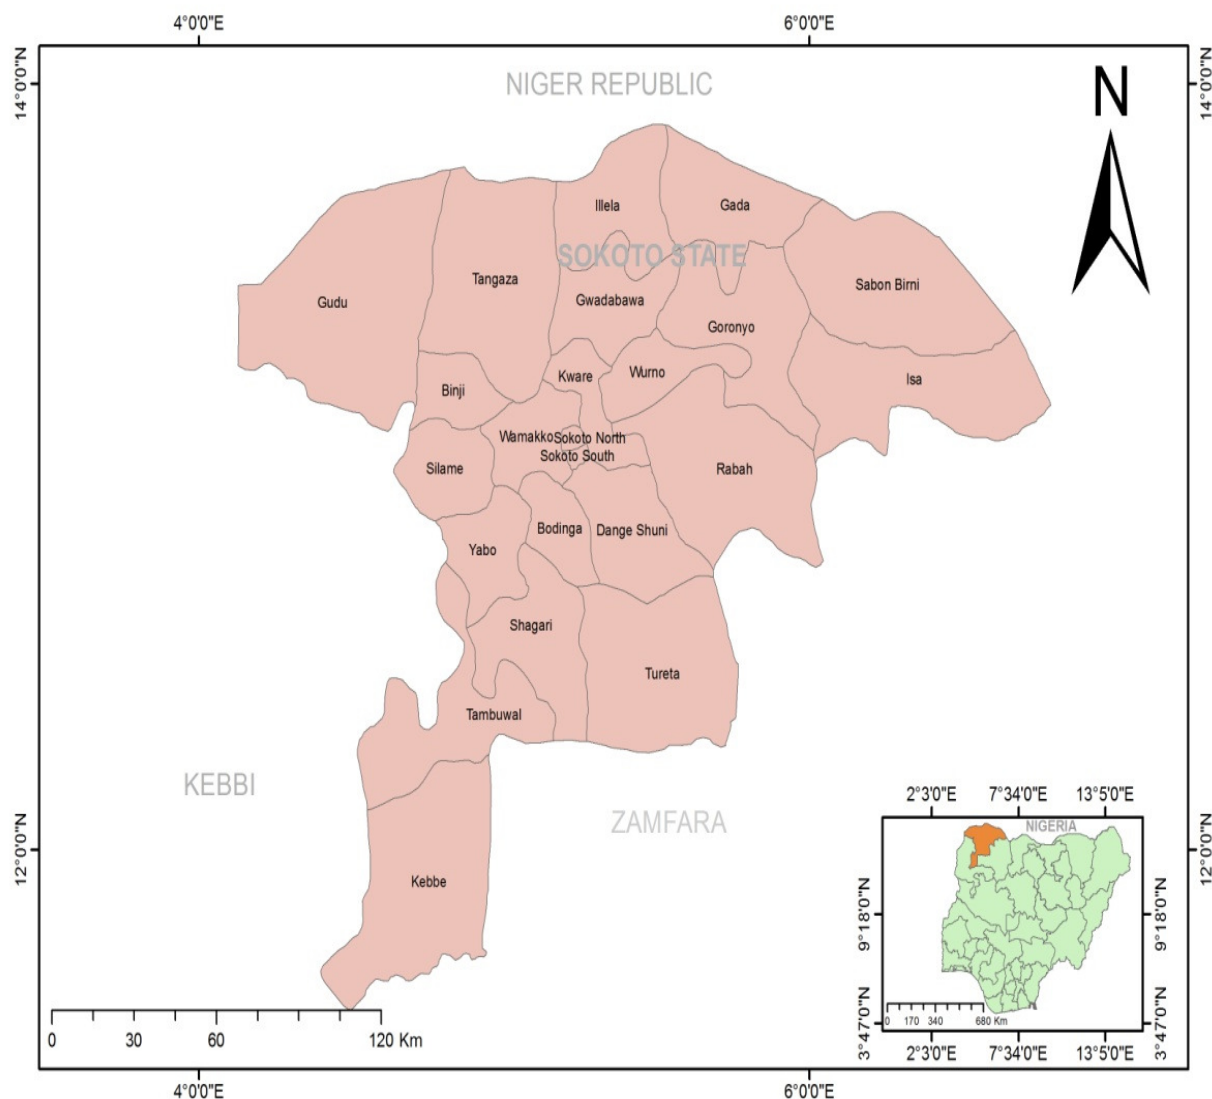 4°0'0"E 6°0'0"E
14°0'0"N 14°0'0"N
NIGER REPUBLIC
N
Illela Gada
SOKOTO STATE
Tangaza Sabon Birni
Gudu Gwadabawa
Goronyo
Binji Kware Wurno Isa
Wamakko Sokoto North
Sokoto South
Silame Rabah
Bodinga Dange Shuni
Yabo
Shagari
Tureta
Tambuwal
KEBBI
ZAMFARA
12°0'0"N 12°0'0"N
Kebbe
0 30 60 120 Km
4°0'0"E 6°0'0"E
2°3'0"E 7°34'0"E 13°5'0"E
NIGERIA
9°18'0"N 9°18'0"N
3°47'0"N 3°47'0"N
0 170 340 680 Km
2°3'0"E 7°34'0"E 13°5'0"E